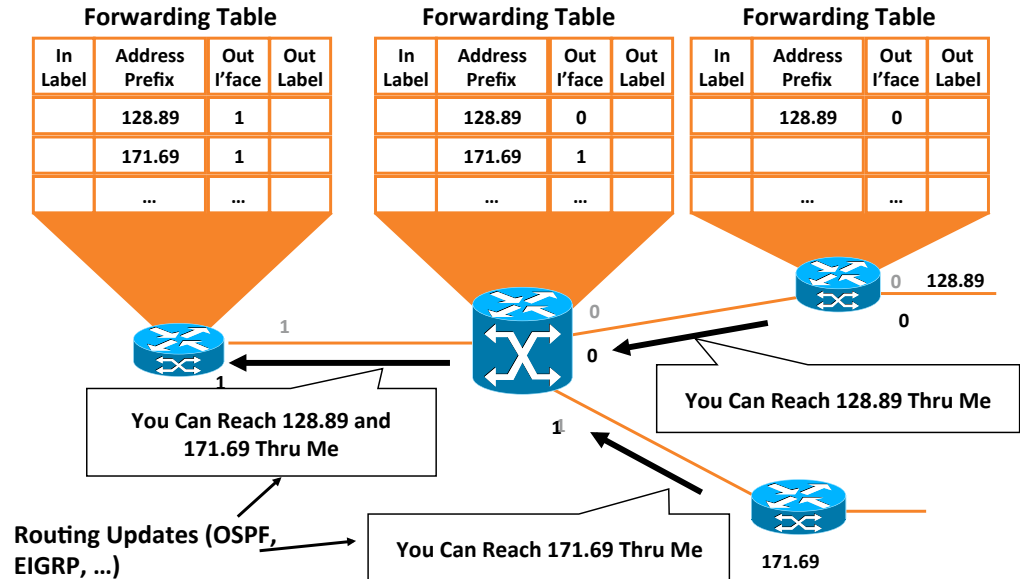 Forwarding Table
In Label Address Prefix Out I'face Out Label
128.89 1
171.69 1
... ...
Forwarding Table
In Label Address Prefix Out I'face Out Label
128.89 0
171.69 1
... ...
Forwarding Table
In Label Address Prefix Out I'face Out Label
128.89 0
... ...
0 128.89
0
0
0
1
1
You Can Reach 128.89 and
171.69 Thru Me
You Can Reach 128.89 Thru Me
1
1
Routing Updates (OSPF,
EIGRP, ...)
You Can Reach 171.69 Thru Me
171.69